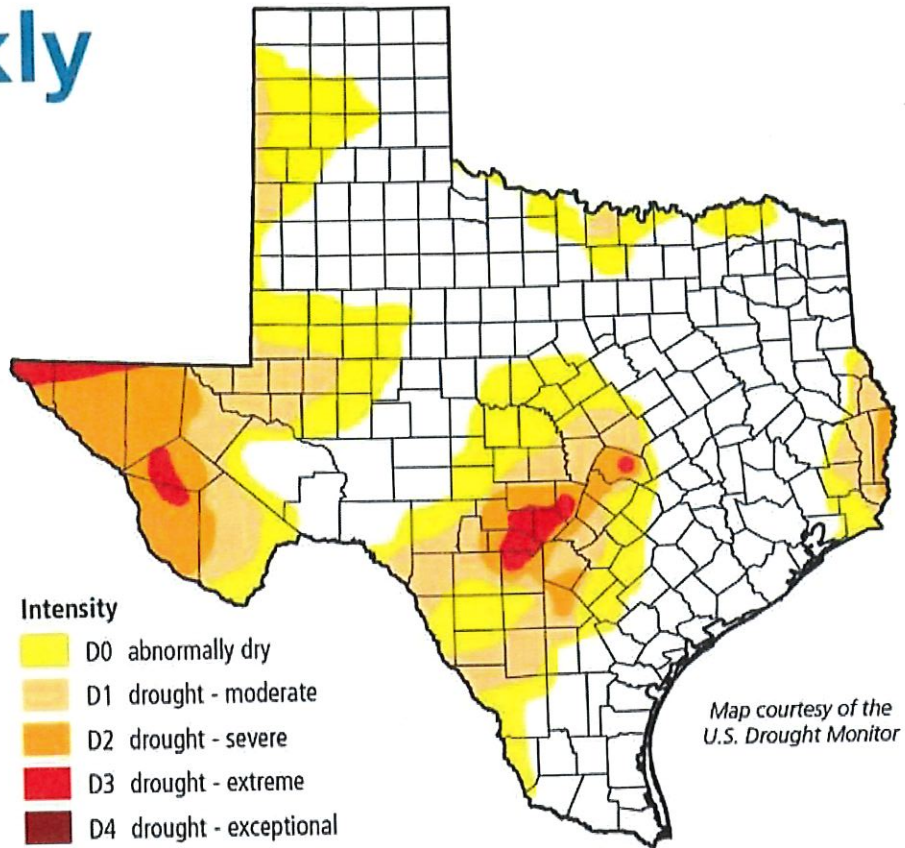 kly
Intensity
D0 abnormally dry
D1 drought - moderate
D2 drought - severe
D3 drought - extreme
D4 drought - exceptional
Map courtesy of the
U.S. Drought Monitor